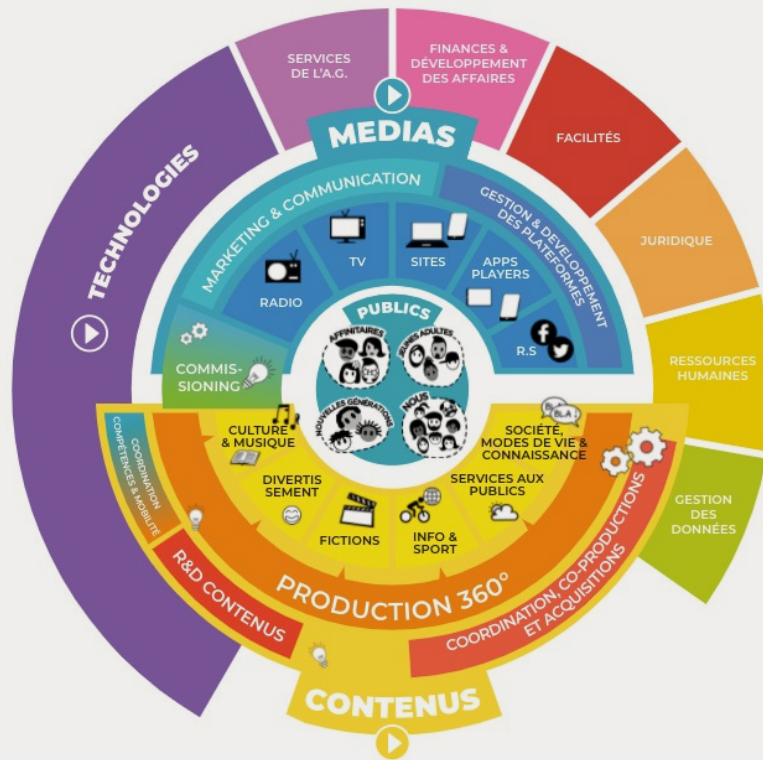 SERVICES
DE L'A.G.
FINANCES &
DÉVELOPPEMENT
DES AFFAIRES
FACILITÉS
JURIDIQUE
RESSOURCES
HUMAINES
GESTION
DES
DONNÉES
TECHNOLOGIES
MEDIAS
MARKETING & COMMUNICATION
GESTION & DÉVELOPPEMENT
DES PLATEFORMES
RADIO
TV
SITES
APPS
PLAYERS
R.S
COMMIS-
SIONING
PUBLICS
AFFINITAIRES
JEUNES ADULTES
NOUVELLES GÉNÉRATIONS
NOUS
CULTURE
& MUSIQUE
DIVERTIS
SEMENT
FICTIONS
INFO &
SPORT
SERVICES AUX
PUBLICS
SOCIÉTÉ,
MODES DE VIE &
CONNAISSANCE
BLA
BLA!
COORDINATION
COMPÉTENCES & MOBILITÉ
R&D CONTENUS
PRODUCTION 360°
COORDINATION, CO-PRODUCTIONS
ET ACQUISITIONS
CONTENUS